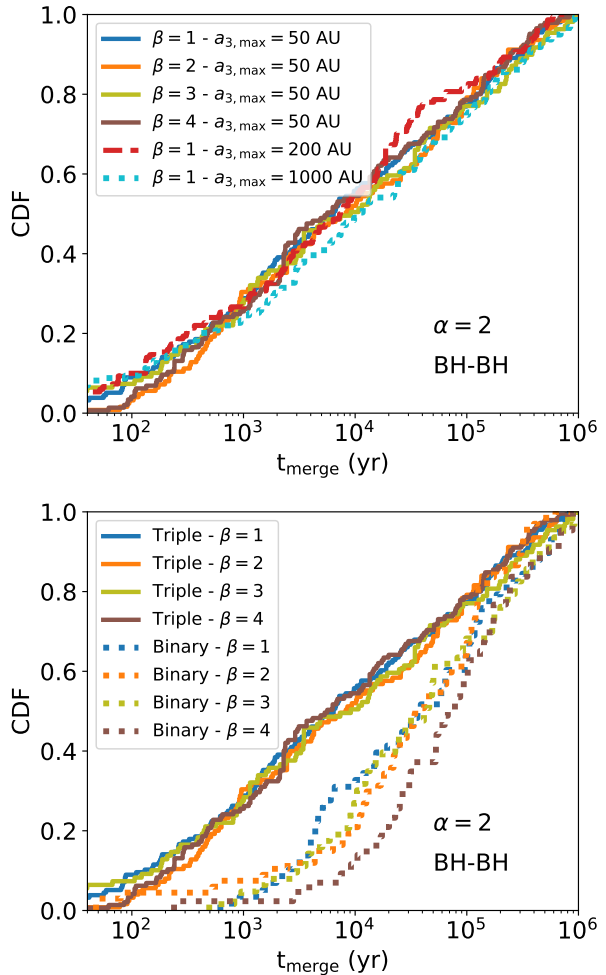 1.0
0.8
0.6
0.4
0.2
0.0
CDF
β = 1 - a3,max = 50 AU
β = 2 - a3,max = 50 AU
β = 3 - a3,max = 50 AU
β = 4 - a3,max = 50 AU
β = 1 - a3,max = 200 AU
β = 1 - a3,max = 1000 AU
α = 2
BH-BH
10² 10³ 10⁴ 10⁵ 10⁶
tmerge (yr)
1.0
0.8
0.6
0.4
0.2
0.0
CDF
Triple - β = 1
Triple - β = 2
Triple - β = 3
Triple - β = 4
Binary - β = 1
Binary - β = 2
Binary - β = 3
Binary - β = 4
α = 2
BH-BH
10² 10³ 10⁴ 10⁵ 10⁶
tmerge (yr)